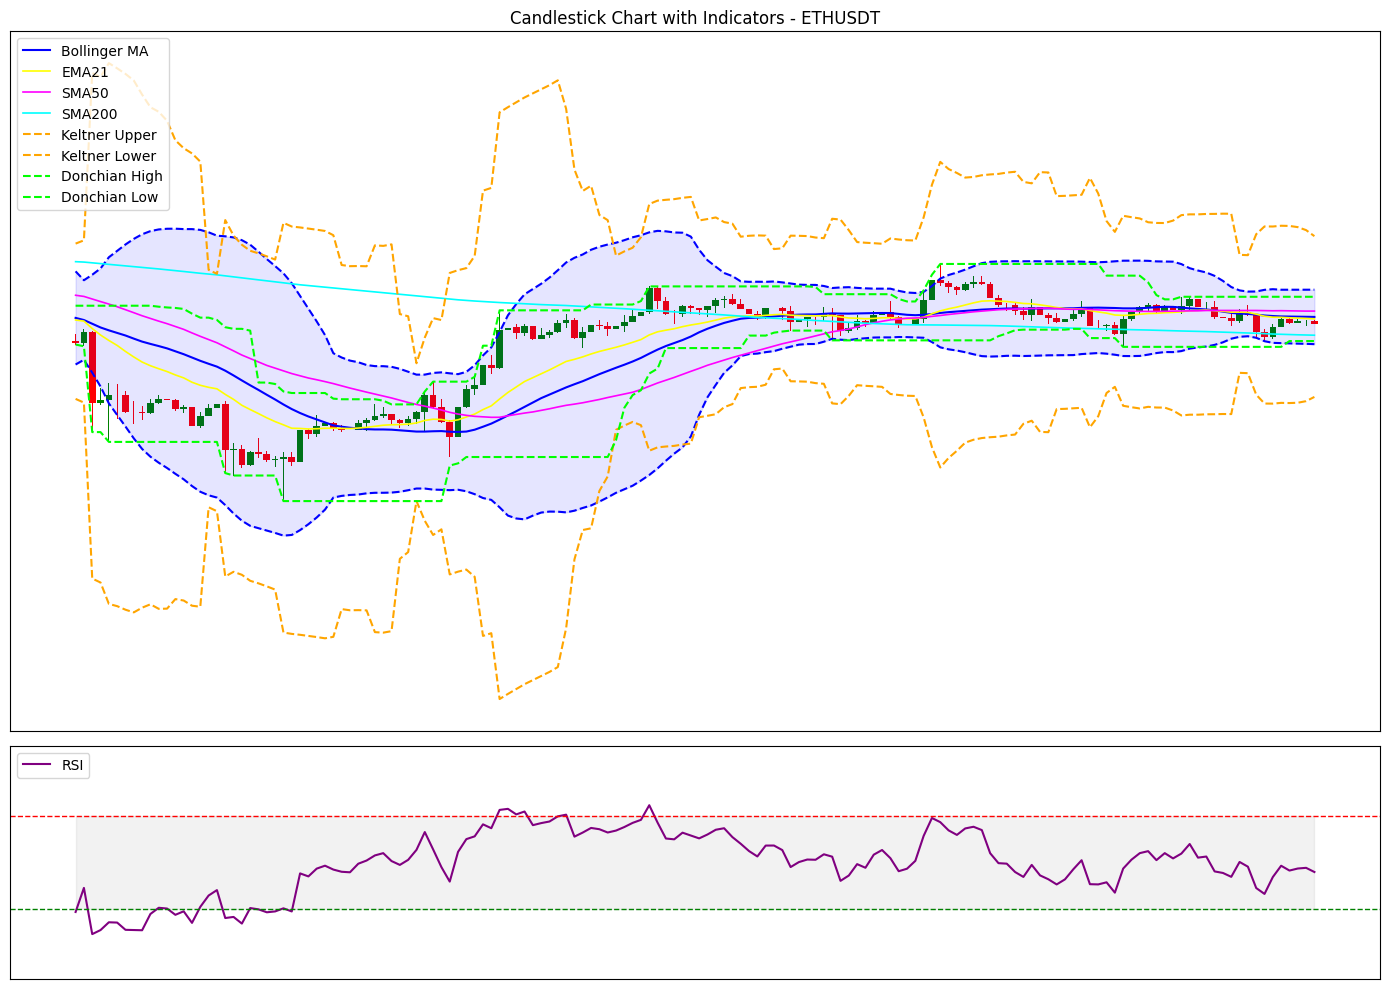 Candlestick Chart with Indicators - ETHUSDT
Bollinger MA
EMA21
SMA50
SMA200
Keltner Upper
Keltner Lower
Donchian High
Donchian Low
RSI